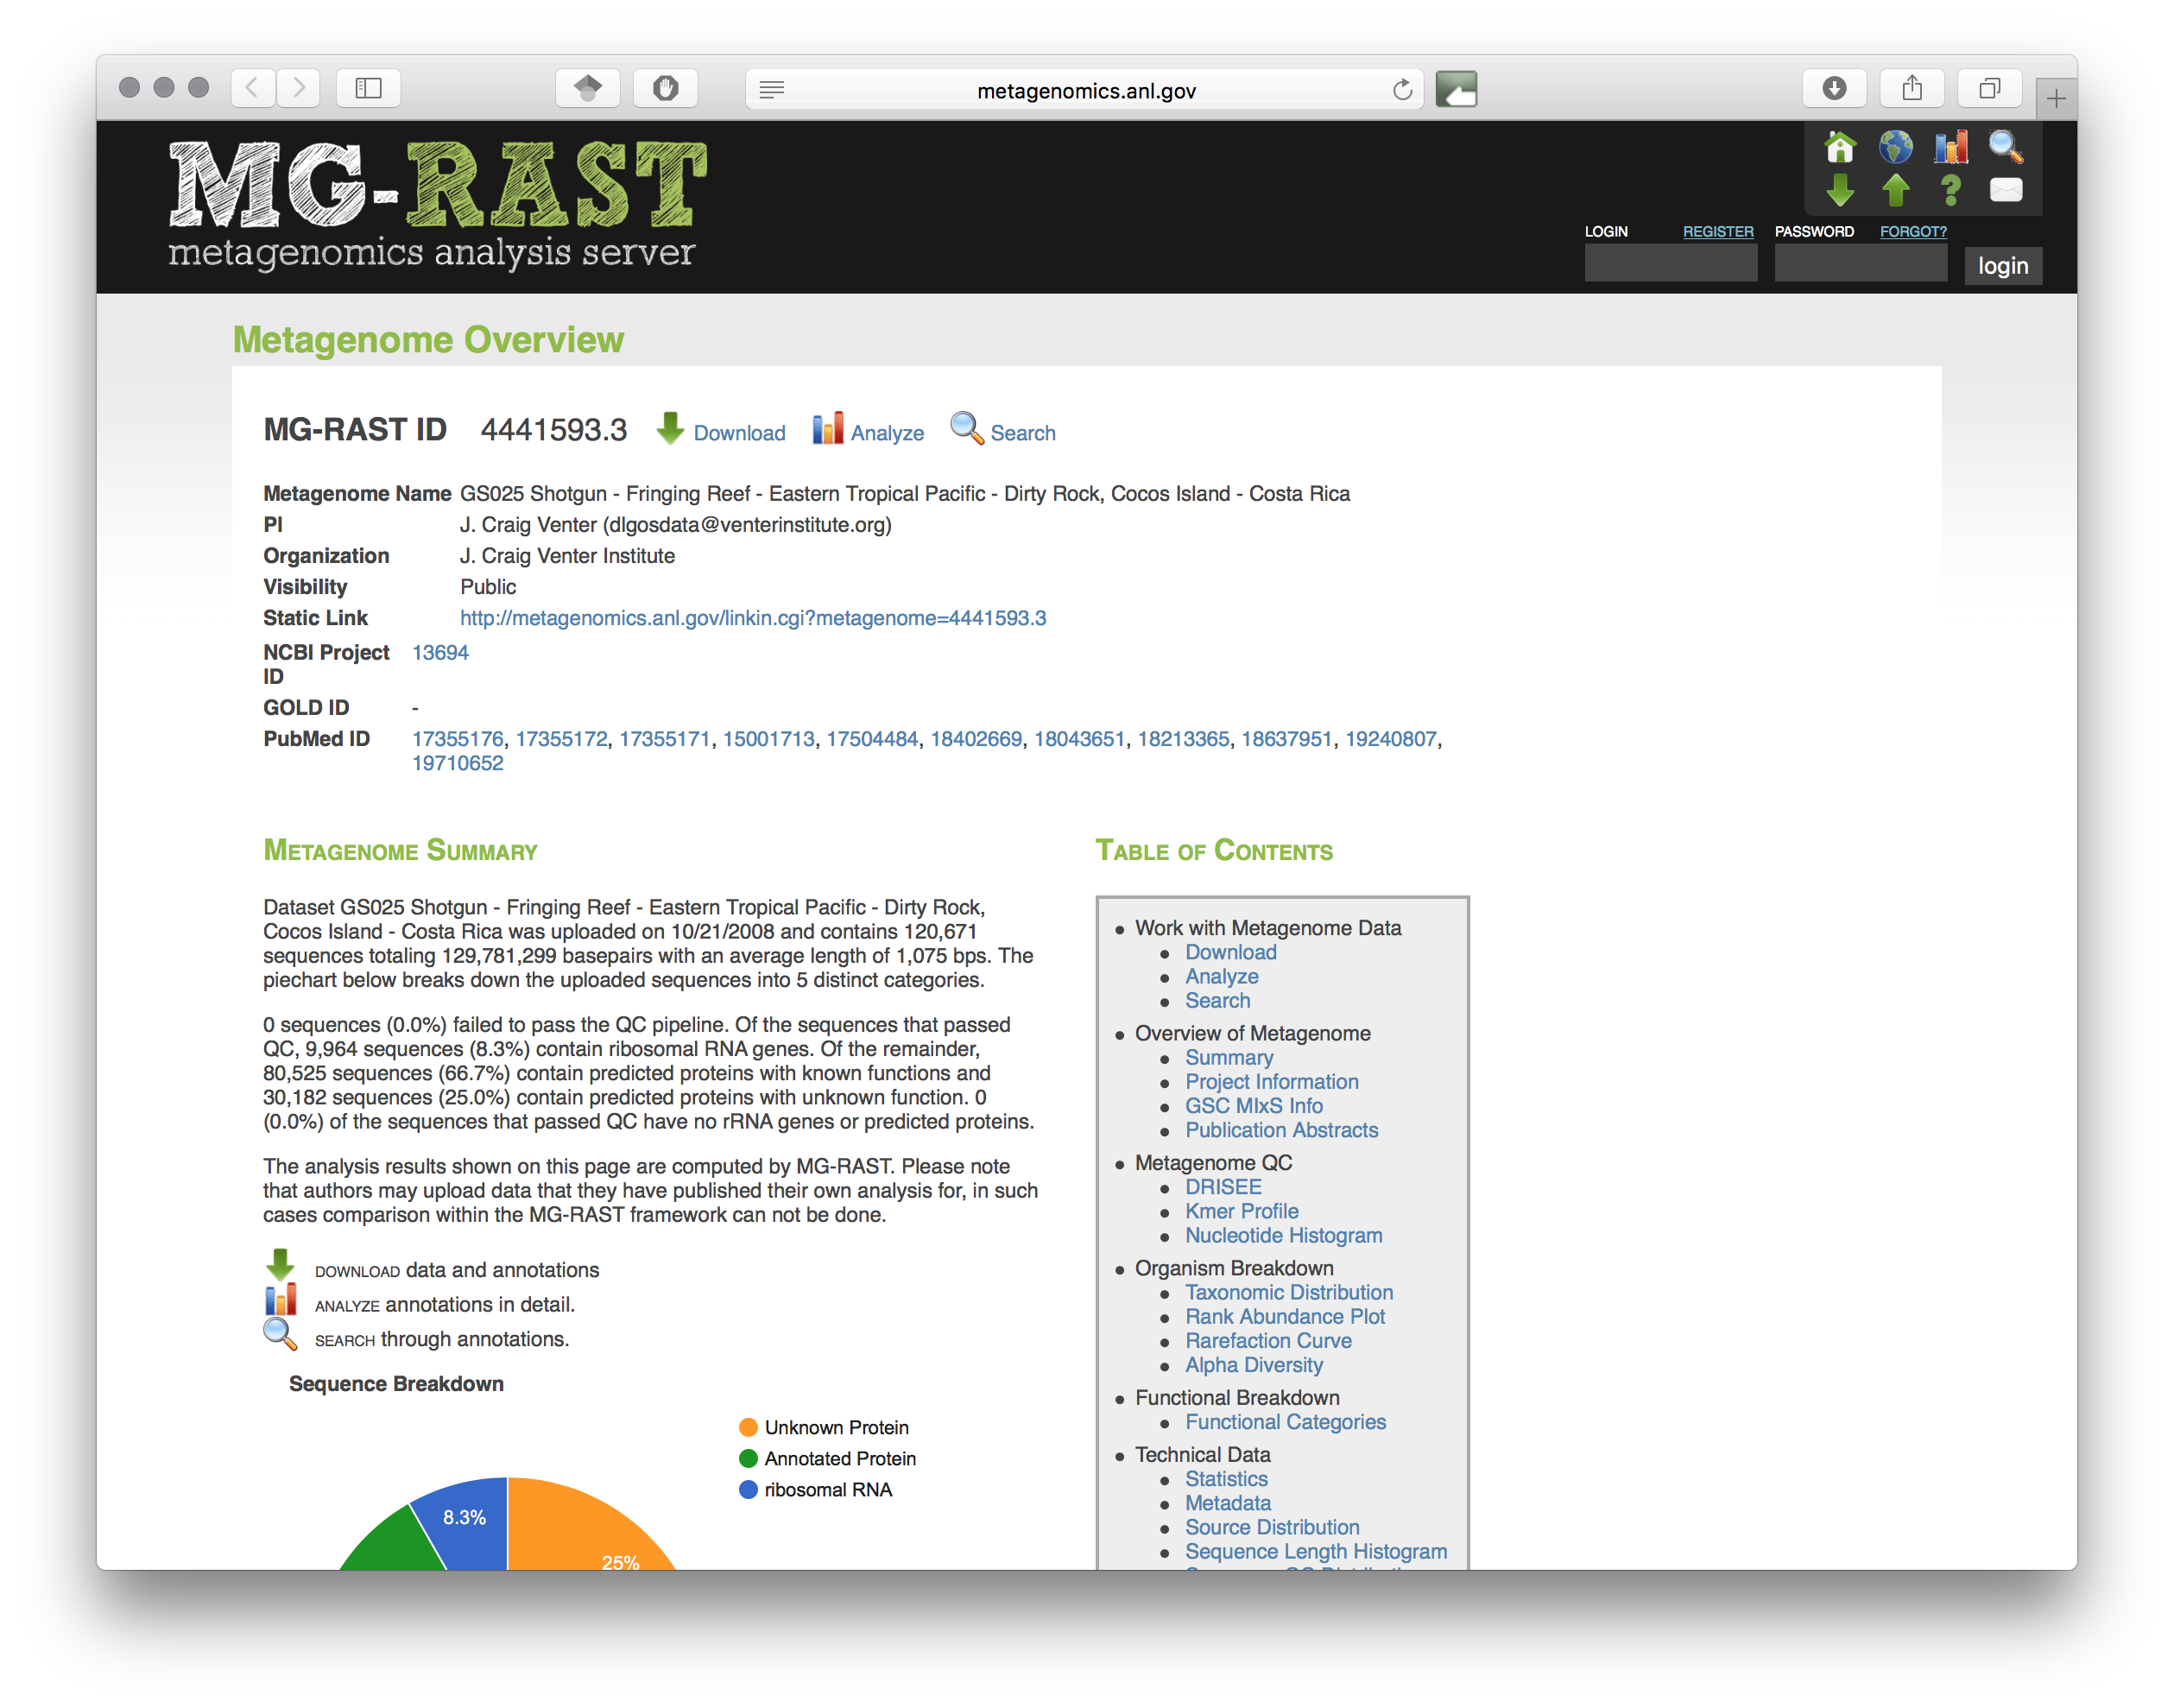 metagenomics.anl.gov
MG-RAST
metagenomics analysis server
LOGIN REGISTER PASSWORD FORGOT?
login
Metagenome Overview
MG-RAST ID 4441593.3 Download Analyze Search
Metagenome Name GS025 Shotgun - Fringing Reef - Eastern Tropical Pacific - Dirty Rock, Cocos Island - Costa Rica
PI J. Craig Venter (dlgosdata@venterinstitute.org)
Organization J. Craig Venter Institute
Visibility Public
Static Link http://metagenomics.anl.gov/linkin.cgi?metagenome=4441593.3
NCBI Project 13694
ID
GOLD ID -
PubMed ID 17355176, 17355172, 17355171, 15001713, 17504484, 18402669, 18043651, 18213365, 18637951, 19240807,
19710652
METAGENOME SUMMARY
Dataset GS025 Shotgun - Fringing Reef - Eastern Tropical Pacific - Dirty Rock,
Cocos Island - Costa Rica was uploaded on 10/21/2008 and contains 120,671
sequences totaling 129,781,299 basepairs with an average length of 1,075 bps. The
piechart below breaks down the uploaded sequences into 5 distinct categories.
0 sequences (0.0%) failed to pass the QC pipeline. Of the sequences that passed
QC, 9,964 sequences (8.3%) contain ribosomal RNA genes. Of the remainder,
80,525 sequences (66.7%) contain predicted proteins with known functions and
30,182 sequences (25.0%) contain predicted proteins with unknown function. 0
(0.0%) of the sequences that passed QC have no rRNA genes or predicted proteins.
The analysis results shown on this page are computed by MG-RAST. Please note
that authors may upload data that they have published their own analysis for, in such
cases comparison within the MG-RAST framework can not be done.
DOWNLOAD data and annotations
ANALYZE annotations in detail.
SEARCH through annotations.
Sequence Breakdown
Unknown Protein
Annotated Protein
ribosomal RNA
8.3%
25%
TABLE OF CONTENTS
Work with Metagenome Data
Download
Analyze
Search
Overview of Metagenome
Summary
Project Information
GSC MIxS Info
Publication Abstracts
Metagenome QC
DRISEE
Kmer Profile
Nucleotide Histogram
Organism Breakdown
Taxonomic Distribution
Rank Abundance Plot
Rarefaction Curve
Alpha Diversity
Functional Breakdown
Functional Categories
Technical Data
Statistics
Metadata
Source Distribution
Sequence Length Histogram